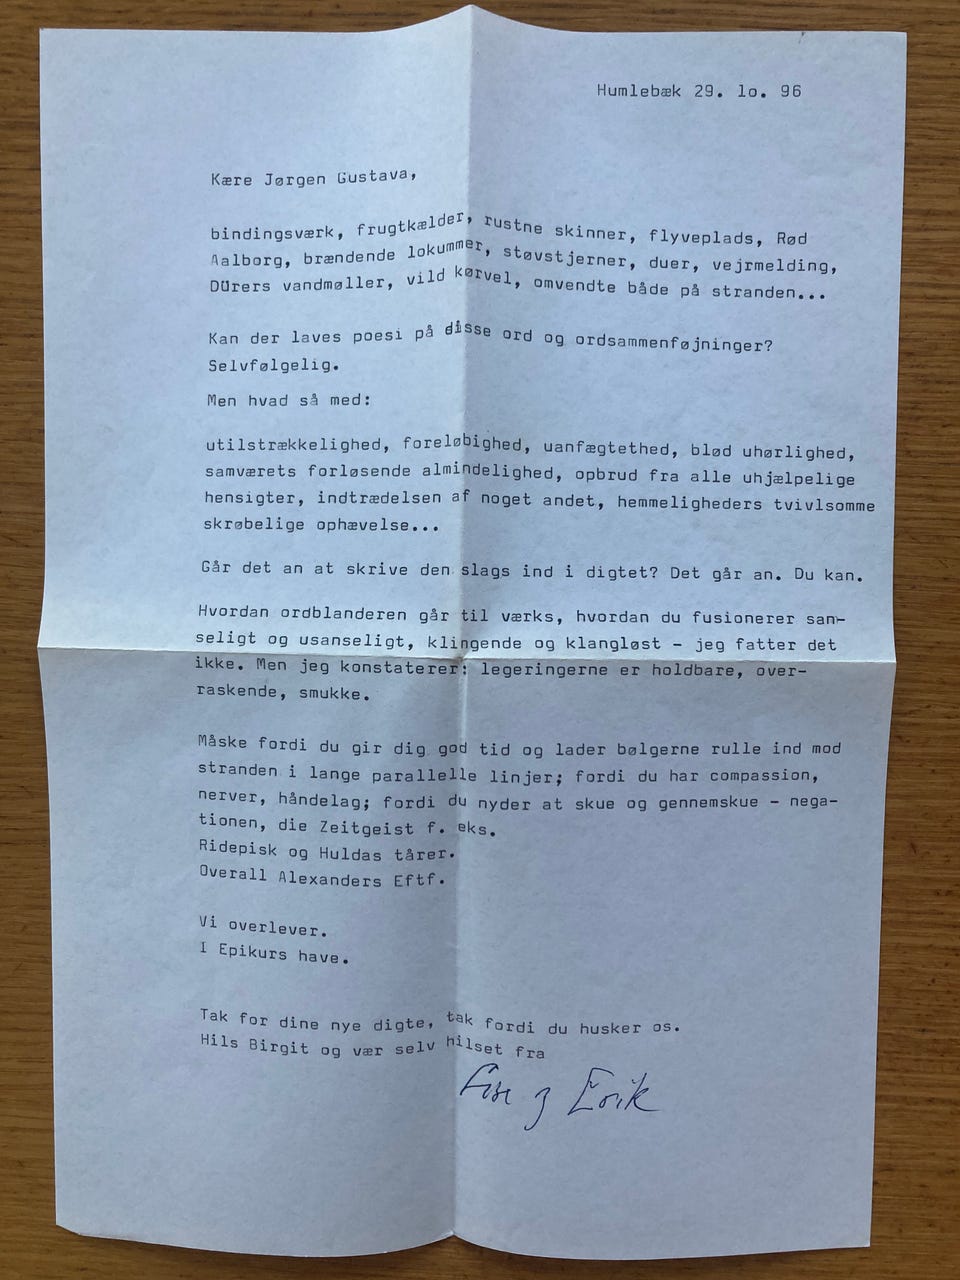 Humlebæk 29. lo. 96
Kære Jørgen Gustava,
bindingsværk, frugtkælder, rustne skinner, flyveplads, Rød
Aalborg, brændende lokummer, støvstjerner, duer, vejrmelding,
DÜrers vandmøller, vild kørvel, omvendte både på stranden...
Kan der laves poesi på disse ord og ordsammenføjninger?
Selvfølgelig.
Men hvad så med:
utilstrækkelighed, foreløbighed, uanfægtethed, blød uhørlighed,
samværets forløsende almindelighed, opbrud fra alle uhjælpelige
hensigter, indtrædelsen af noget andet, hemmeligheders tvivlsomme
skrøbelige ophævelse...
Går det an at skrive den slags ind i digtet? Det går an. Du kan.
Hvordan ordblanderen går til værks, hvordan du fusionerer san-
seligt og usanseligt, klingende og klangløst - jeg fatter det
ikke. Men jeg konstaterer: legeringerne er holdbare, over-
raskende, smukke.
Måske fordi du gir dig god tid og lader bølgerne rulle ind mod
stranden i lange parallelle linjer; fordi du har compassion,
nerver, håndelag; fordi du nyder at skue og gennemskue - nega-
tionen, die Zeitgeist f. eks.
Ridepisk og Huldas tårer.
Overall Alexanders Eftf.
Vi overlever.
I Epikurs have.
Tak for dine nye digte, tak fordi du husker os.
Hils Birgit og vær selv hilset fra
og Erik